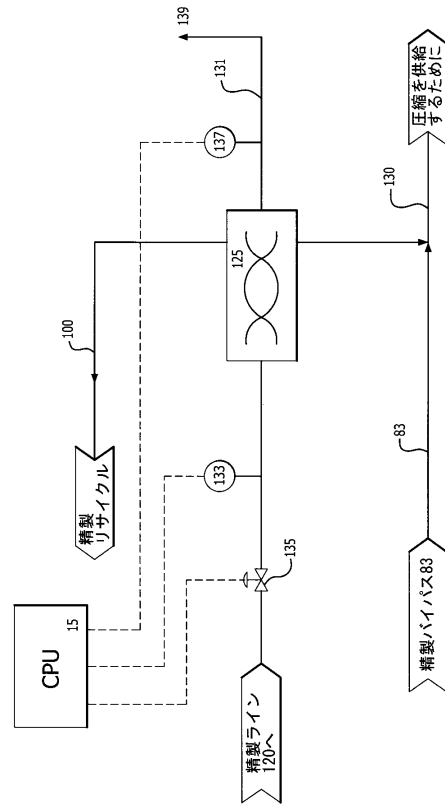 CPU
15
精製
リサイクル
100
139
131
137
125
133
135
精製ライン
120へ
精製バイパス83
83
130
圧縮を供給
するために